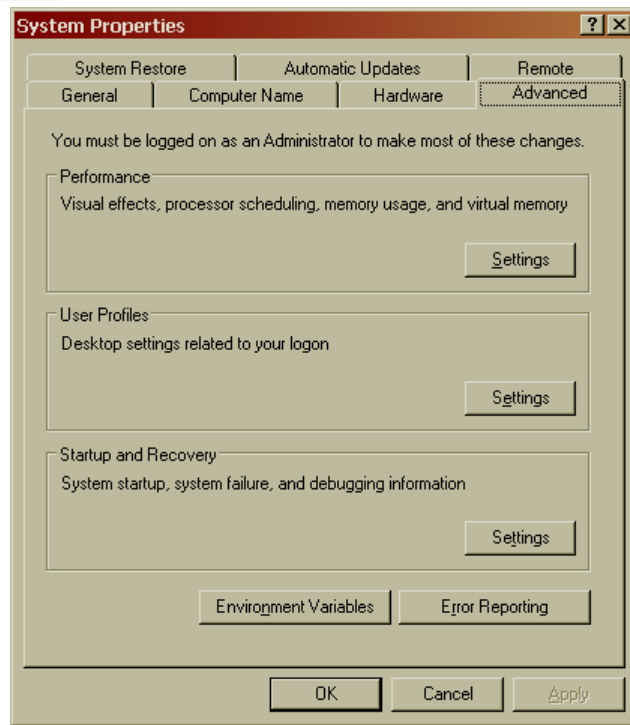 System Properties
System Restore Automatic Updates Remote
General Computer Name Hardware Advanced
You must be logged on as an Administrator to make most of these changes.
Performance
Visual effects, processor scheduling, memory usage, and virtual memory
Settings
User Profiles
Desktop settings related to your logon
Settings
Startup and Recovery
System startup, system failure, and debugging information
Settings
Environment Variables Error Reporting
OK Cancel Apply